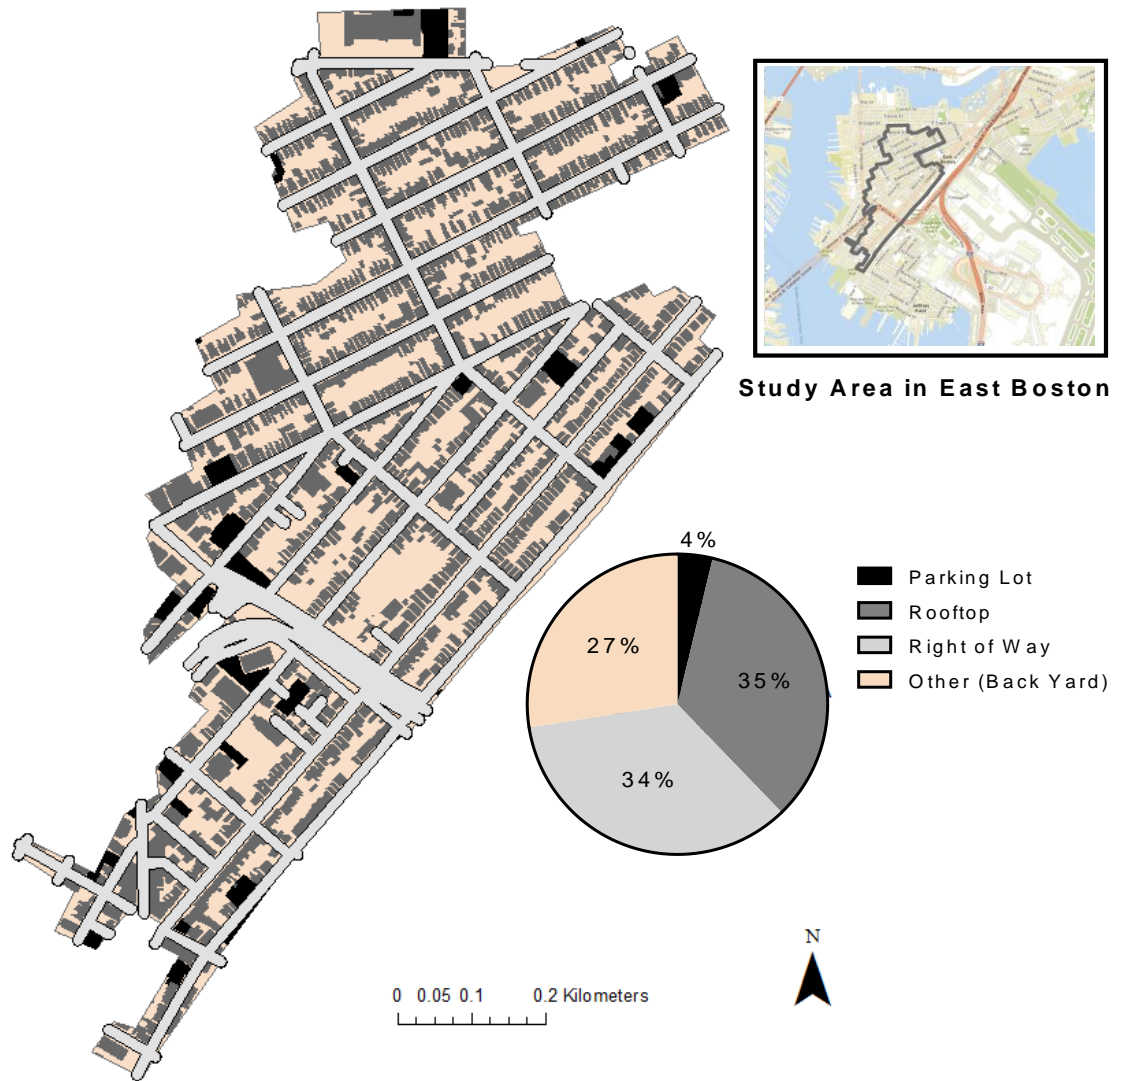 Study Area in East Boston
4%
27%
35%
34%
Parking Lot
Rooftop
Right of Way
Other (Back Yard)
N
0 0.05 0.1 0.2 Kilometers